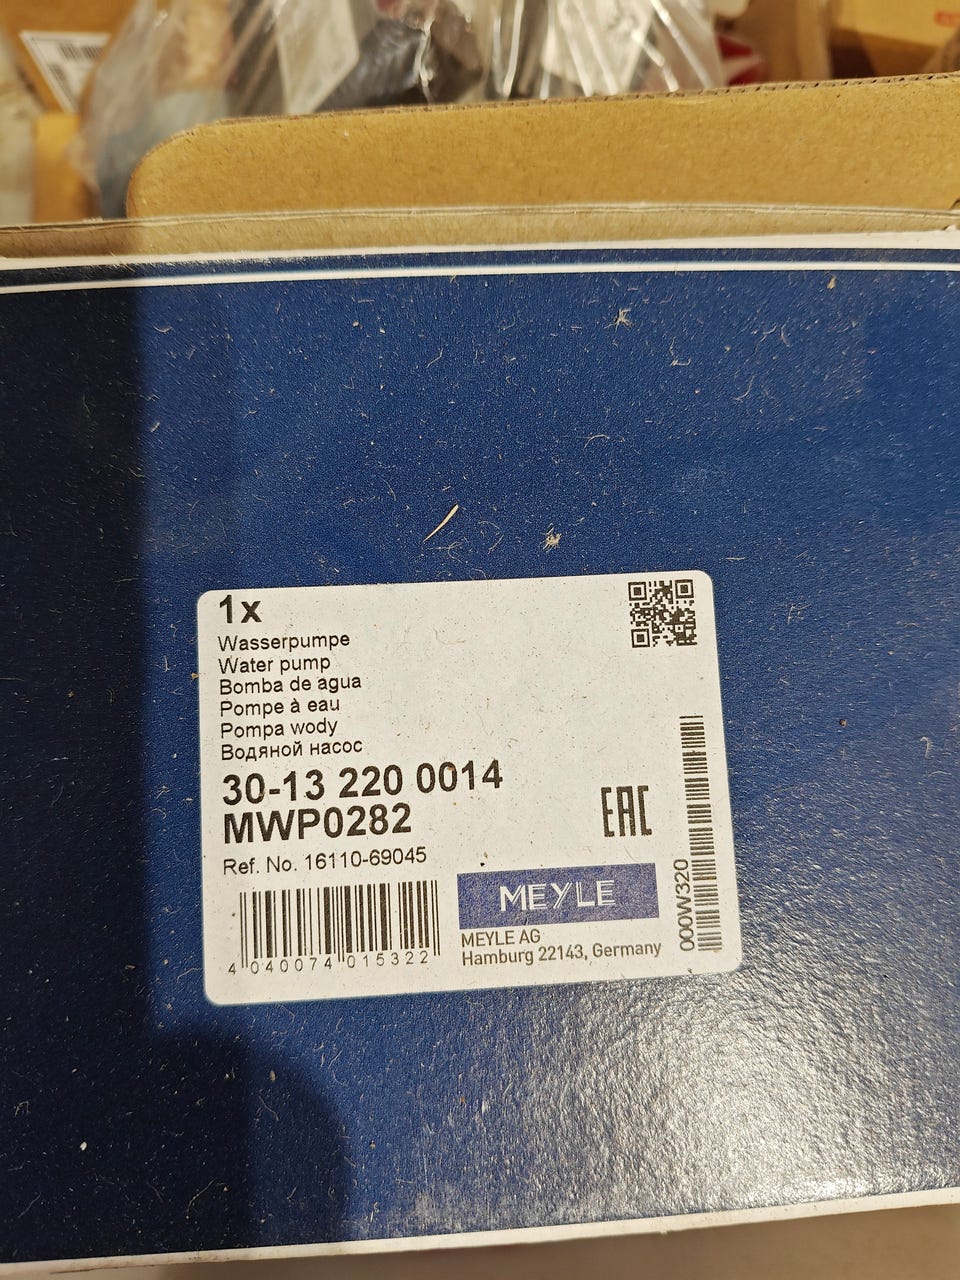 1x
Wasserpumpe
Water pump
Bomba de agua
Pompe à eau
Pompa wody
Водяной насос
30-13 220 0014
MWP0282
Ref. No. 16110-69045
EAC
MEYLE
MEYLE AG
Hamburg 22143, Germany
4 040074 015322
000W320